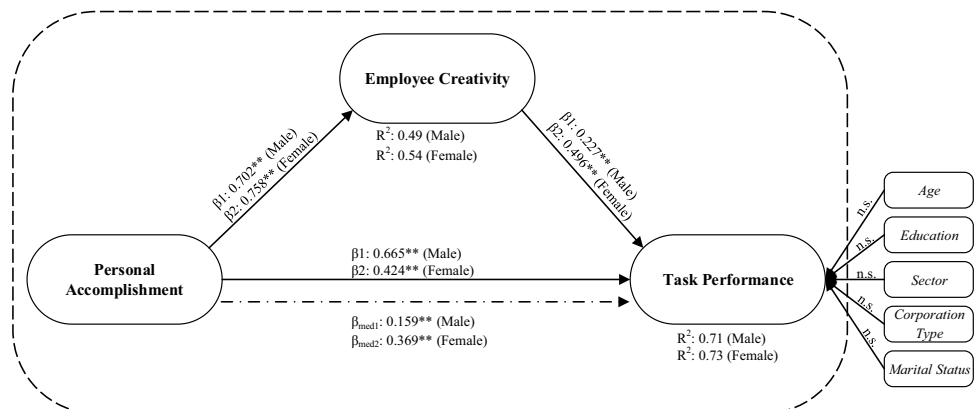 Employee Creativity
R²: 0.49 (Male)
R²: 0.54 (Female)
β1: 0.702** (Male)
β2: 0.758** (Female)
β1: 0.227** (Male)
β2: 0.496** (Female)
Personal
Accomplishment
β1: 0.665** (Male)
β2: 0.424** (Female)
βmed1: 0.159** (Male)
βmed2: 0.369** (Female)
Task Performance
R²: 0.71 (Male)
R²: 0.73 (Female)
n.s.
Age
n.s.
Education
n.s.
Sector
n.s.
Corporation
Type
n.s.
Marital Status